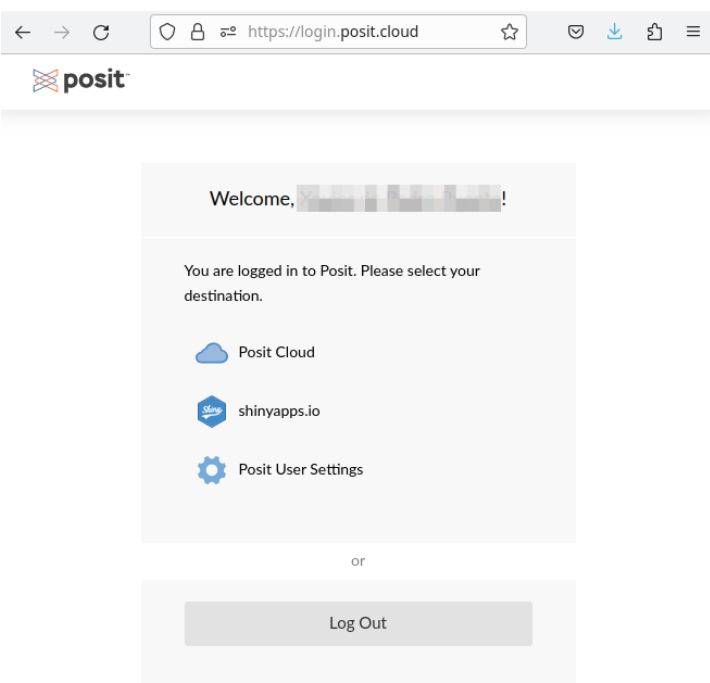 https://login.posit.cloud
posit™
Welcome, !
You are logged in to Posit. Please select your
destination.
Posit Cloud
Shiny
shinyapps.io
Posit User Settings
or
Log Out